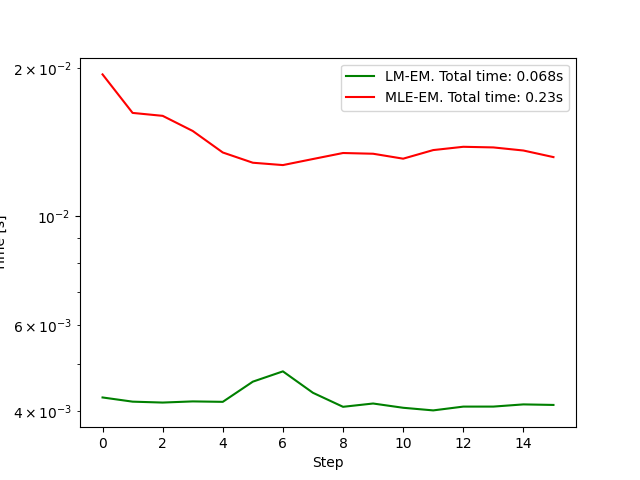 LM-EM. Total time: 0.068s
MLE-EM. Total time: 0.23s
2 × 10⁻²
10⁻²
6 × 10⁻³
4 × 10⁻³
[s]
0 2 4 6 8 10 12 14
Step